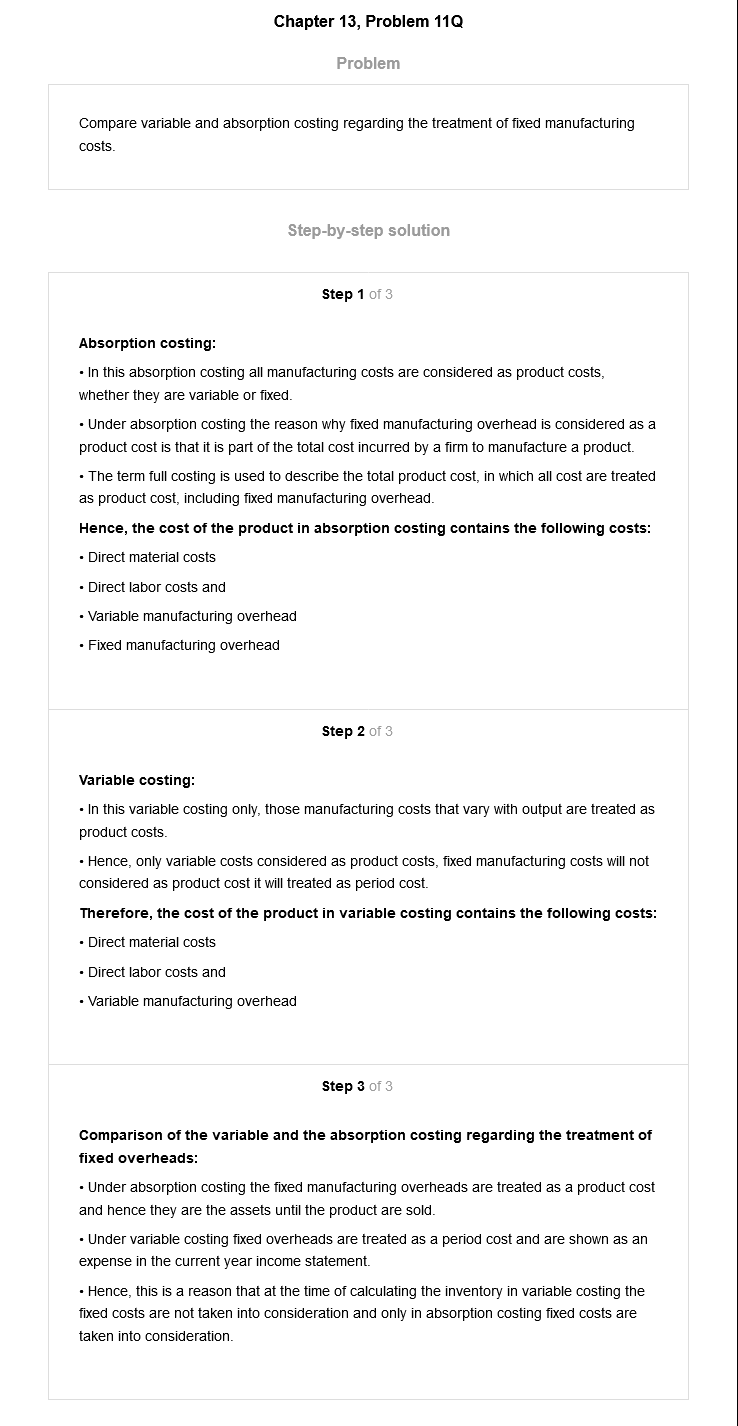 Chapter 13, Problem 11Q
Problem
Compare variable and absorption costing regarding the treatment of fixed manufacturing
costs.
Step-by-step solution
Step 1 of 3
Absorption costing:
• In this absorption costing all manufacturing costs are considered as product costs,
whether they are variable or fixed.
• Under absorption costing the reason why fixed manufacturing overhead is considered as a
product cost is that it is part of the total cost incurred by a firm to manufacture a product.
• The term full costing is used to describe the total product cost, in which all cost are treated
as product cost, including fixed manufacturing overhead.
Hence, the cost of the product in absorption costing contains the following costs:
• Direct material costs
• Direct labor costs and
• Variable manufacturing overhead
• Fixed manufacturing overhead
Step 2 of 3
Variable costing:
• In this variable costing only, those manufacturing costs that vary with output are treated as
product costs.
• Hence, only variable costs considered as product costs, fixed manufacturing costs will not
considered as product cost it will treated as period cost.
Therefore, the cost of the product in variable costing contains the following costs:
• Direct material costs
• Direct labor costs and
• Variable manufacturing overhead
Step 3 of 3
Comparison of the variable and the absorption costing regarding the treatment of
fixed overheads:
• Under absorption costing the fixed manufacturing overheads are treated as a product cost
and hence they are the assets until the product are sold.
• Under variable costing fixed overheads are treated as a period cost and are shown as an
expense in the current year income statement.
• Hence, this is a reason that at the time of calculating the inventory in variable costing the
fixed costs are not taken into consideration and only in absorption costing fixed costs are
taken into consideration.